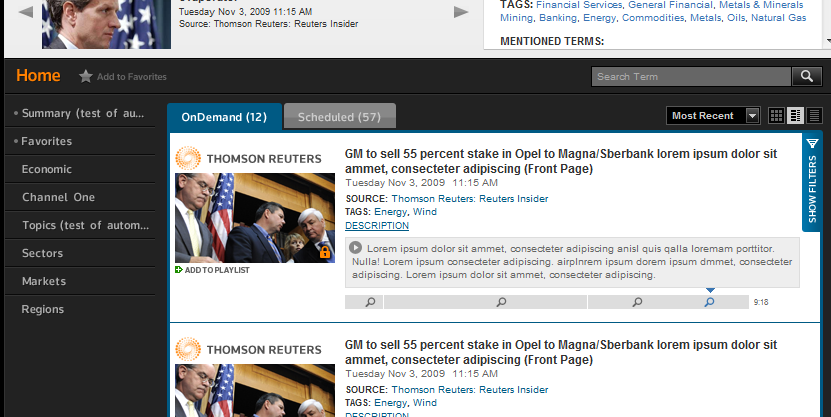 Tuesday Nov 3, 2009 11:15 AM
Source: Thomson Reuters: Reuters Insider
TAGS: Financial Services, General Financial, Metals & Minerals
Mining, Banking, Energy, Commodities, Metals, Oils, Natural Gas
MENTIONED TERMS:
Home
Add to Favorites
Search Term
Summary (test of au...
Favorites
Economic
Channel One
Topics (test of autom...
Sectors
Markets
Regions
OnDemand (12)
Scheduled (57)
Most Recent
SHOW FILTERS
THOMSON REUTERS
ADD TO PLAYLIST
GM to sell 55 percent stake in Opel to Magna/Sberbank lorem ipsum dolor sit
ammet, consecteter adipiscing (Front Page)
Tuesday Nov 3, 2009 11:15 AM
SOURCE: Thomson Reuters: Reuters Insider
TAGS: Energy, Wind
DESCRIPTION
Lorem ipsum dolor sit ammet, consecteter adipiscing anisl quis qalla loremam porttitor.
Nulla! Lorem ipsum consecteter adipiscing. airpInrem ipsum dorem ipsum dmmet, consecteter
adipiscing. Lorem ipsum dolor sit ammet, consecteter adipiscing.
9:18
THOMSON REUTERS
GM to sell 55 percent stake in Opel to Magna/Sberbank lorem ipsum dolor sit
ammet, consecteter adipiscing (Front Page)
Tuesday Nov 3, 2009 11:15 AM
SOURCE: Thomson Reuters: Reuters Insider
TAGS: Energy, Wind
DESCRIPTION